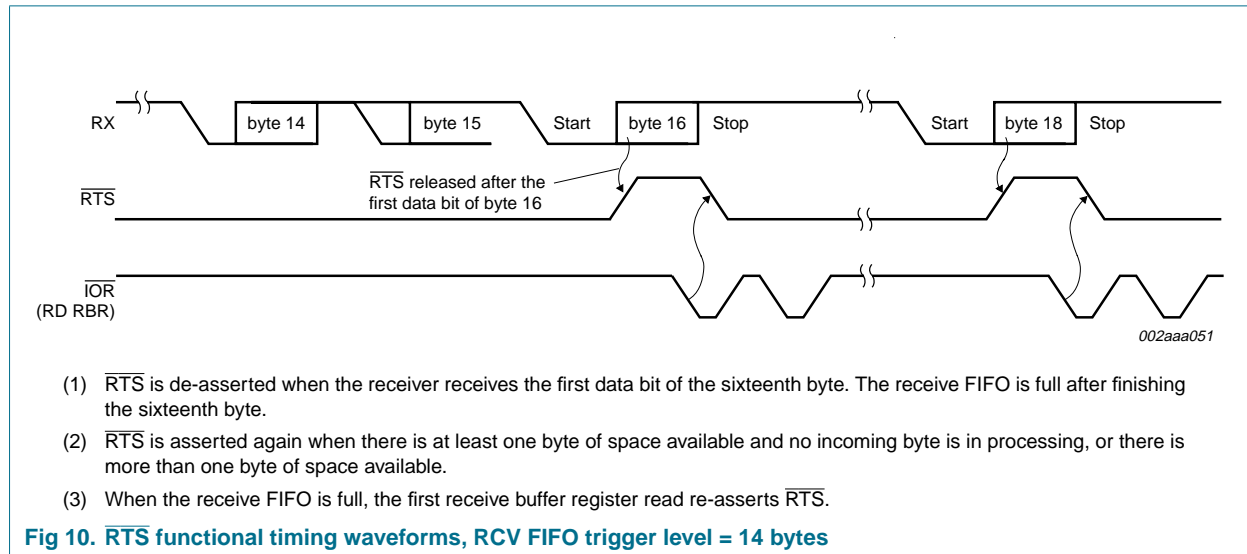 RX
byte 14
byte 15
Start
byte 16
Stop
Start
byte 18
Stop
RTS
RTS released after the
first data bit of byte 16
IOR
(RD RBR)
002aaa051
(1) RTS is de-asserted when the receiver receives the first data bit of the sixteenth byte. The receive FIFO is full after finishing
the sixteenth byte.
(2) RTS is asserted again when there is at least one byte of space available and no incoming byte is in processing, or there is
more than one byte of space available.
(3) When the receive FIFO is full, the first receive buffer register read re-asserts RTS.
Fig 10. RTS functional timing waveforms, RCV FIFO trigger level = 14 bytes